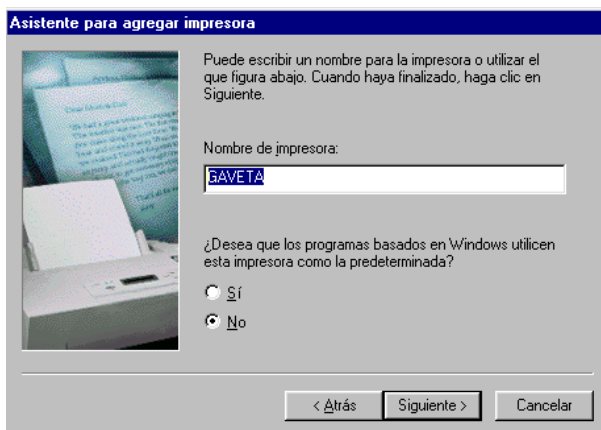 Asistente para agregar impresora
Puede escribir un nombre para la impresora o utilizar el
que figura abajo. Cuando haya finalizado, haga clic en
Siguiente.
Nombre de impresora:
GAVETA
¿Desea que los programas basados en Windows utilicen
esta impresora como la predeterminada?
Sí
No
< Atrás
Siguiente >
Cancelar